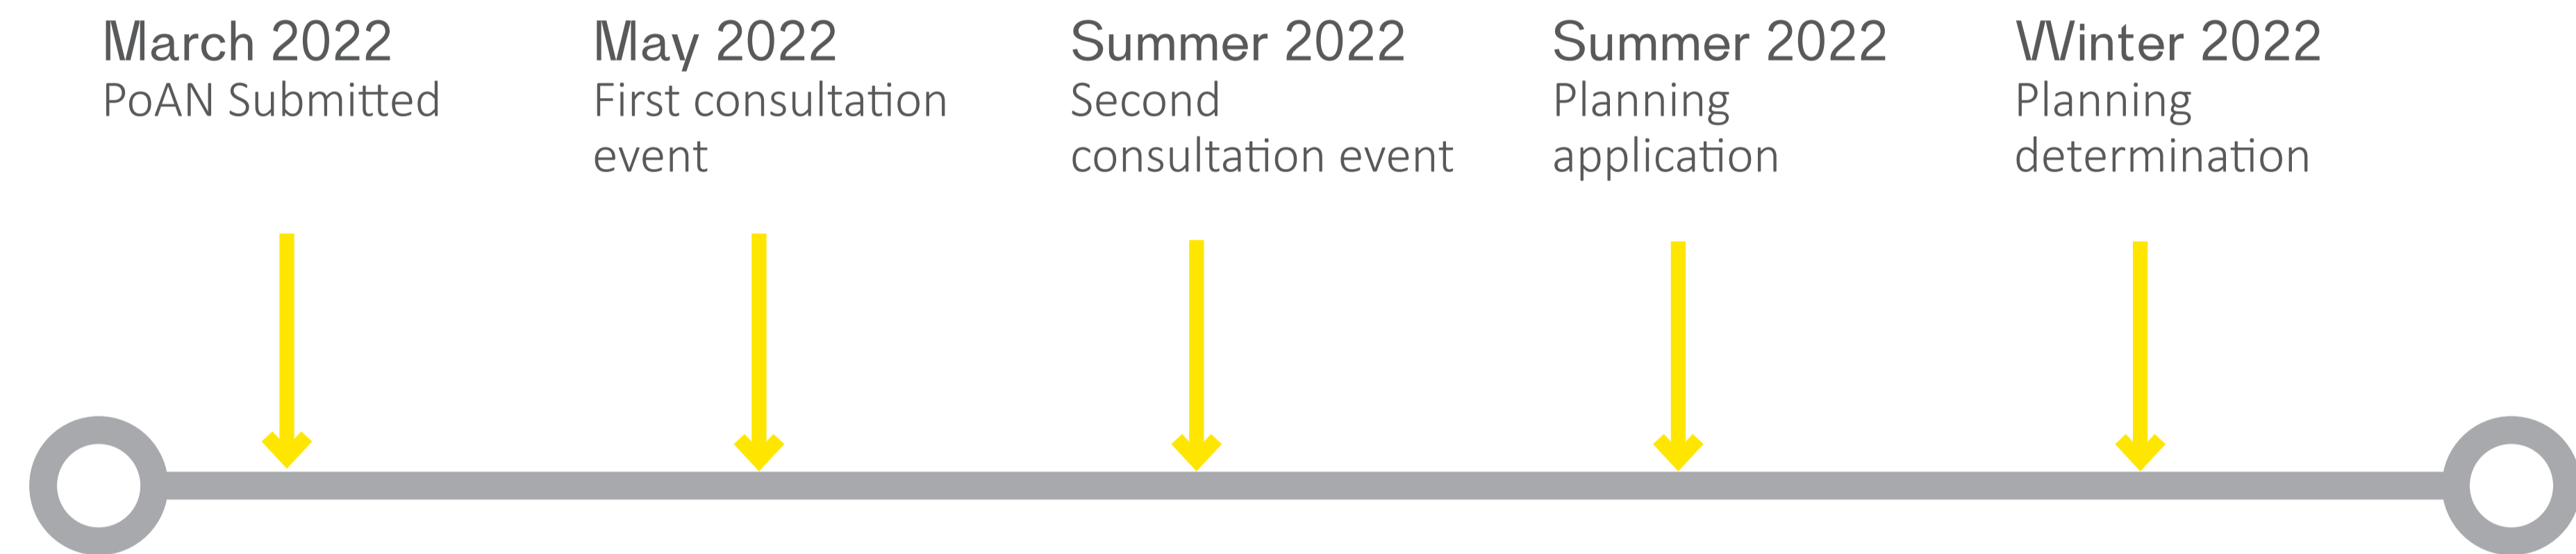 March 2022
PoAN Submitted
May 2022
First consultation
event
Summer 2022
Second
consultation event
Summer 2022
Planning
application
Winter 2022
Planning
determination